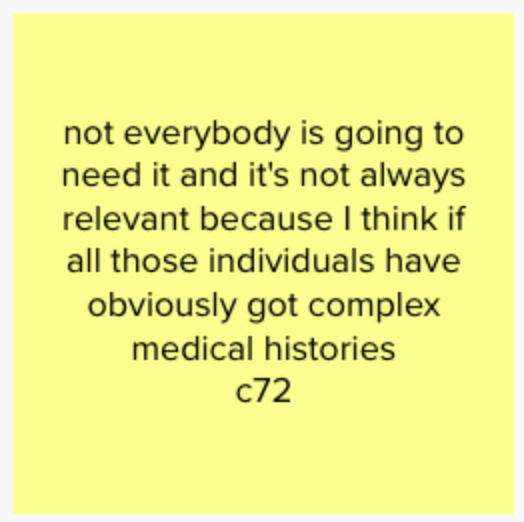 not everybody is going to
need it and it's not always
relevant because I think if
all those individuals have
obviously got complex
medical histories
c72